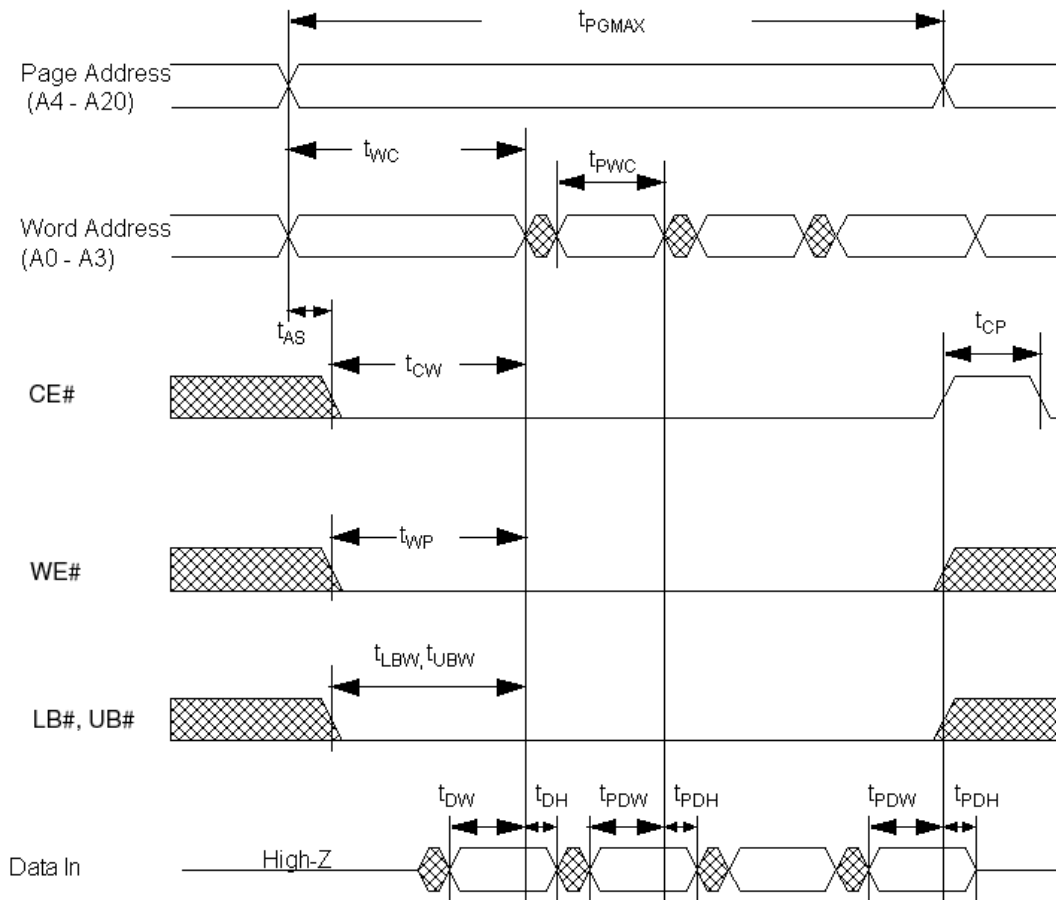 tPGMAX
Page Address
(A4 - A20)
tWC
tPWC
Word Address
(A0 - A3)
tAS
tCW
tCP
CE#
tWP
WE#
tLBW,tUBW
LB#, UB#
tDW tDH tPDW tPDH tPDW tPDH
Data In High-Z